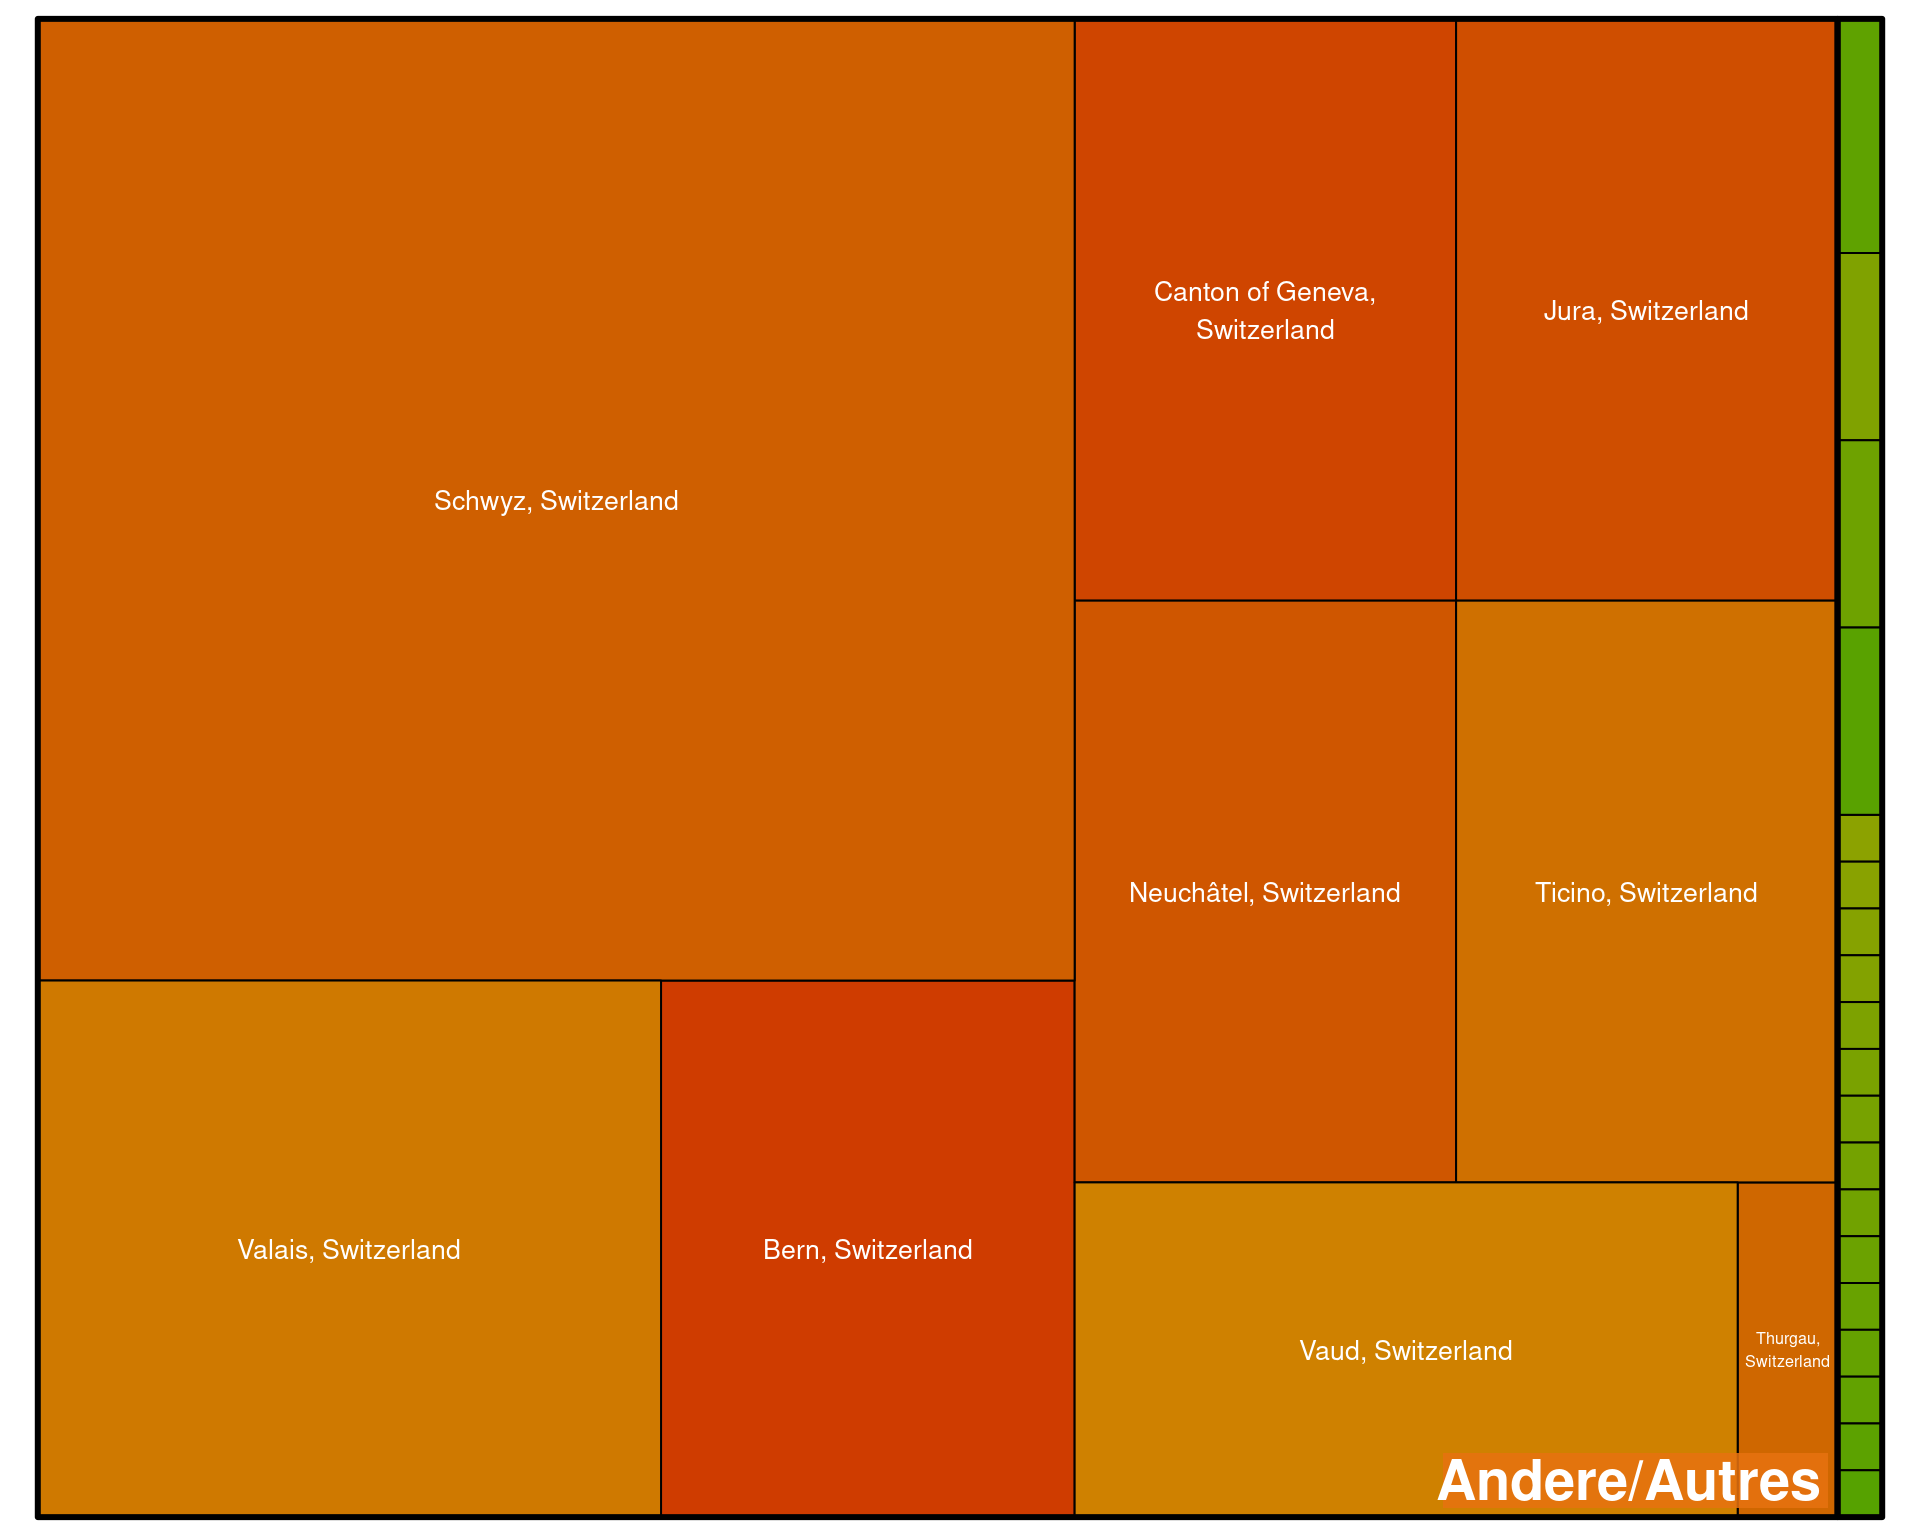 Schwyz, Switzerland
Canton of Geneva,
Switzerland
Jura, Switzerland
Neuchâtel, Switzerland
Ticino, Switzerland
Valais, Switzerland
Bern, Switzerland
Vaud, Switzerland
Thurgau,
Switzerland
Andere/Autres